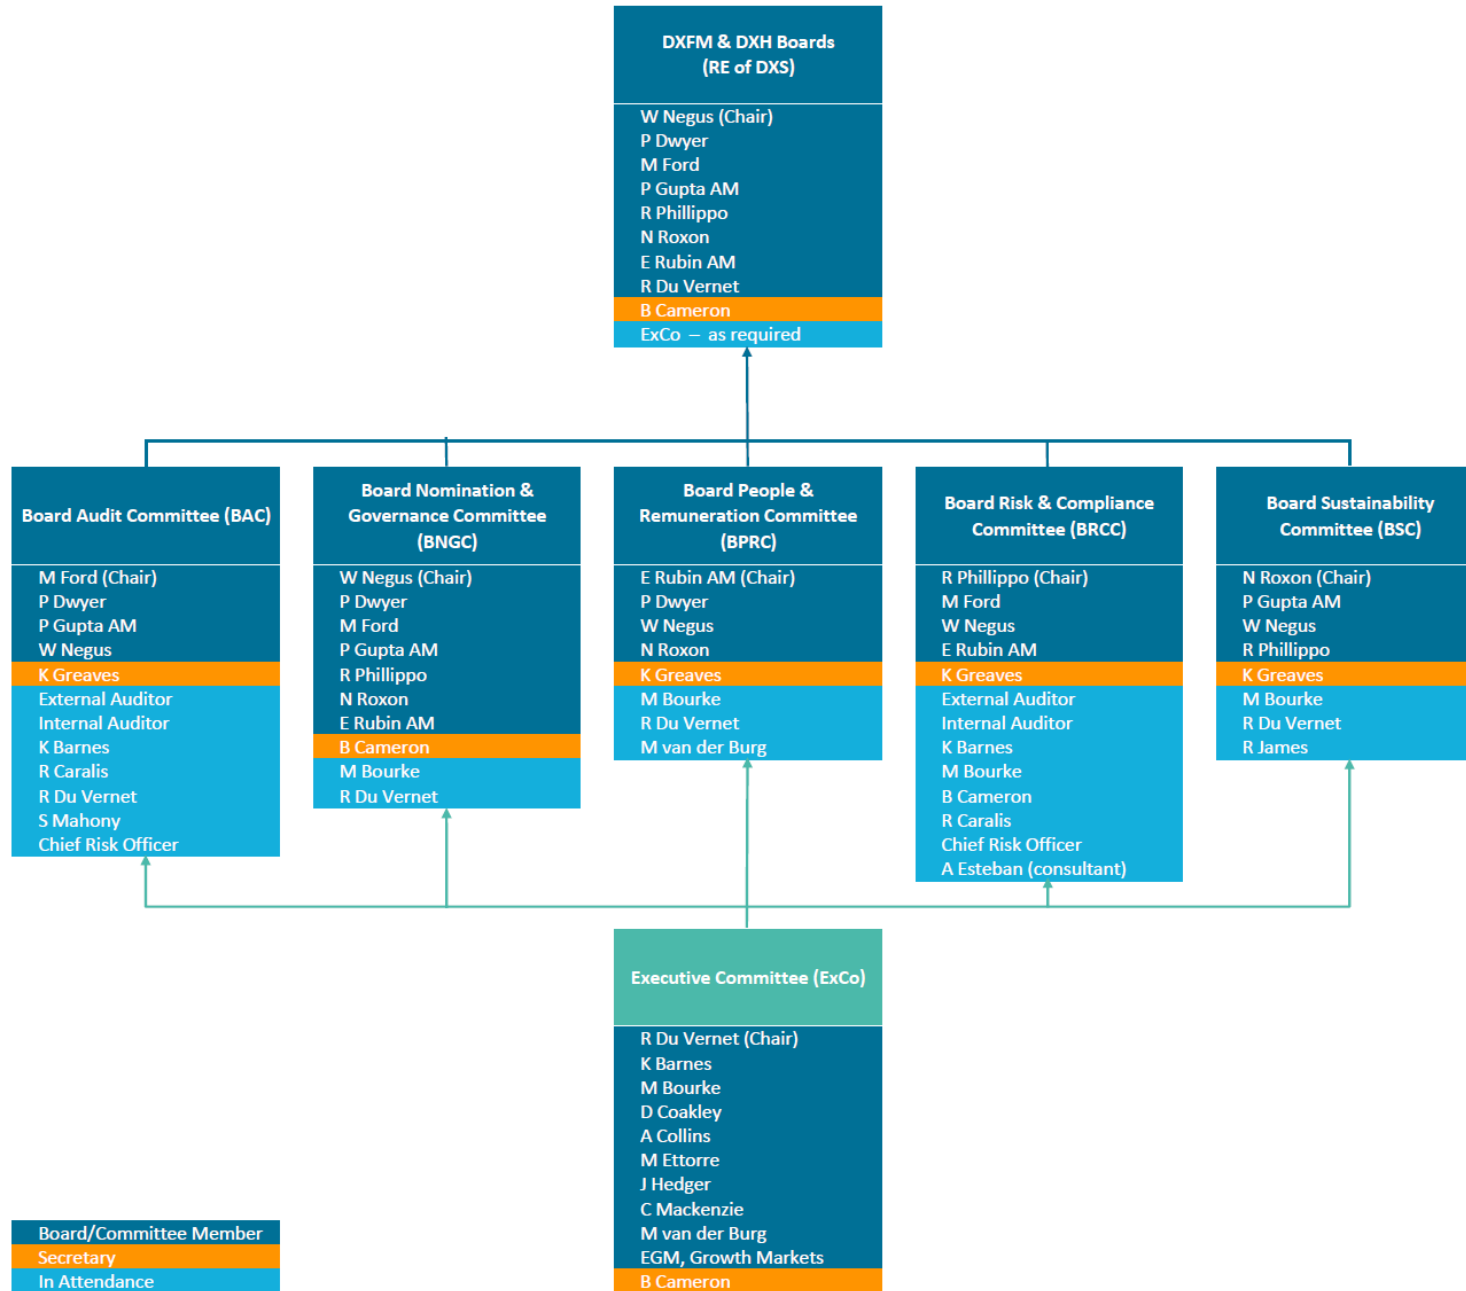 DXFM & DXH Boards
(RE of DXS)
W Negus (Chair)
P Dwyer
M Ford
P Gupta AM
R Phillippo
N Roxon
E Rubin AM
R Du Vernet
B Cameron
ExCo – as required
Board Audit Committee (BAC)
M Ford (Chair)
P Dwyer
P Gupta AM
W Negus
K Greaves
External Auditor
Internal Auditor
K Barnes
R Caralis
R Du Vernet
S Mahony
Chief Risk Officer
Board Nomination &
Governance Committee
(BNGC)
W Negus (Chair)
P Dwyer
M Ford
P Gupta AM
R Phillippo
N Roxon
E Rubin AM
B Cameron
M Bourke
R Du Vernet
Board People &
Remuneration Committee
(BPRC)
E Rubin AM (Chair)
P Dwyer
W Negus
N Roxon
K Greaves
M Bourke
R Du Vernet
M van der Burg
Board Risk & Compliance
Committee (BRCC)
R Phillippo (Chair)
M Ford
W Negus
E Rubin AM
K Greaves
External Auditor
Internal Auditor
K Barnes
M Bourke
B Cameron
R Caralis
Chief Risk Officer
A Esteban (consultant)
Board Sustainability
Committee (BSC)
N Roxon (Chair)
P Gupta AM
W Negus
R Phillippo
K Greaves
M Bourke
R Du Vernet
R James
Executive Committee (ExCo)
R Du Vernet (Chair)
K Barnes
M Bourke
D Coakley
A Collins
M Ettorre
J Hedger
C Mackenzie
M van der Burg
EGM, Growth Markets
B Cameron
Board/Committee Member
Secretary
In Attendance